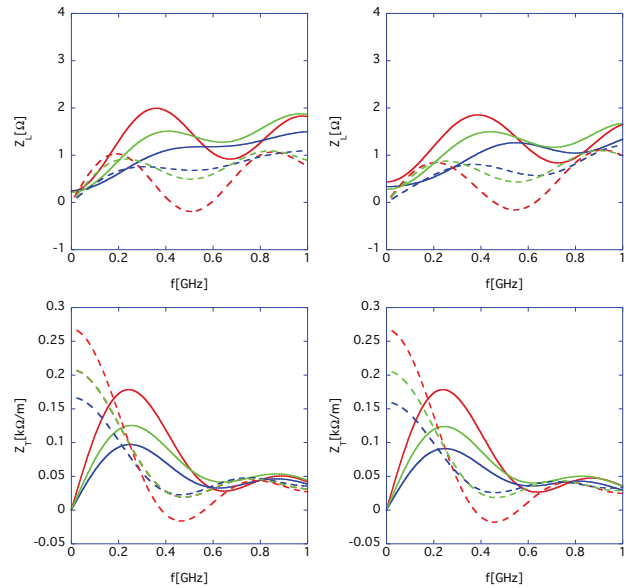 4 4
3 3
2 2
1 1
0 0
-1 -1
Z_L[Ω] Z_L[Ω]
0 0.2 0.4 0.6 0.8 1 0 0.2 0.4 0.6 0.8 1
f[GHz] f[GHz]
0.3 0.3
0.25 0.25
0.2 0.2
0.15 0.15
0.1 0.1
0.05 0.05
0 0
-0.05 -0.05
Z_T[kΩ/m] Z_T[kΩ/m]
0 0.2 0.4 0.6 0.8 1 0 0.2 0.4 0.6 0.8 1
f[GHz] f[GHz]